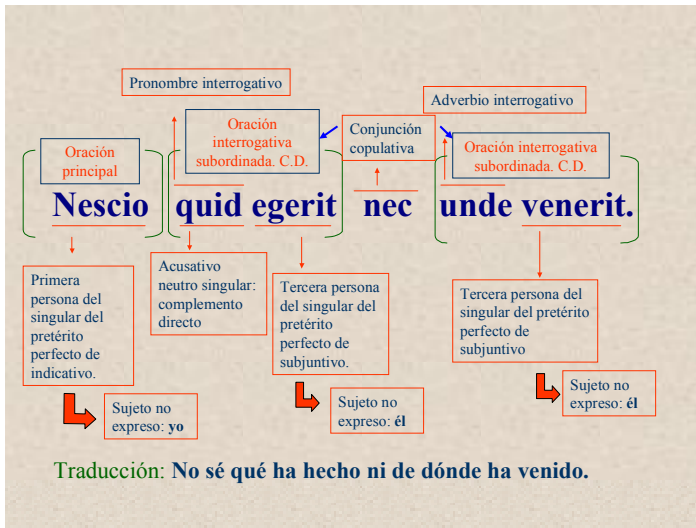 Pronombre interrogativo
Adverbio interrogativo
Oración
interrogativa
subordinada. C.D.
Conjunción
copulativa
Oración
principal
Oración interrogativa
subordinada. C.D.
Nescio quid egerit nec unde venerit.
Primera
persona del
singular del
pretérito
perfecto de
indicativo.
Acusativo
neutro singular:
complemento
directo
Tercera persona
del singular del
pretérito
perfecto de
subjuntivo.
Tercera persona del
singular del pretérito
perfecto de
subjuntivo
Sujeto no
expreso: yo
Sujeto no
expreso: él
Sujeto no
expreso: él
Traducción: No sé qué ha hecho ni de dónde ha venido.